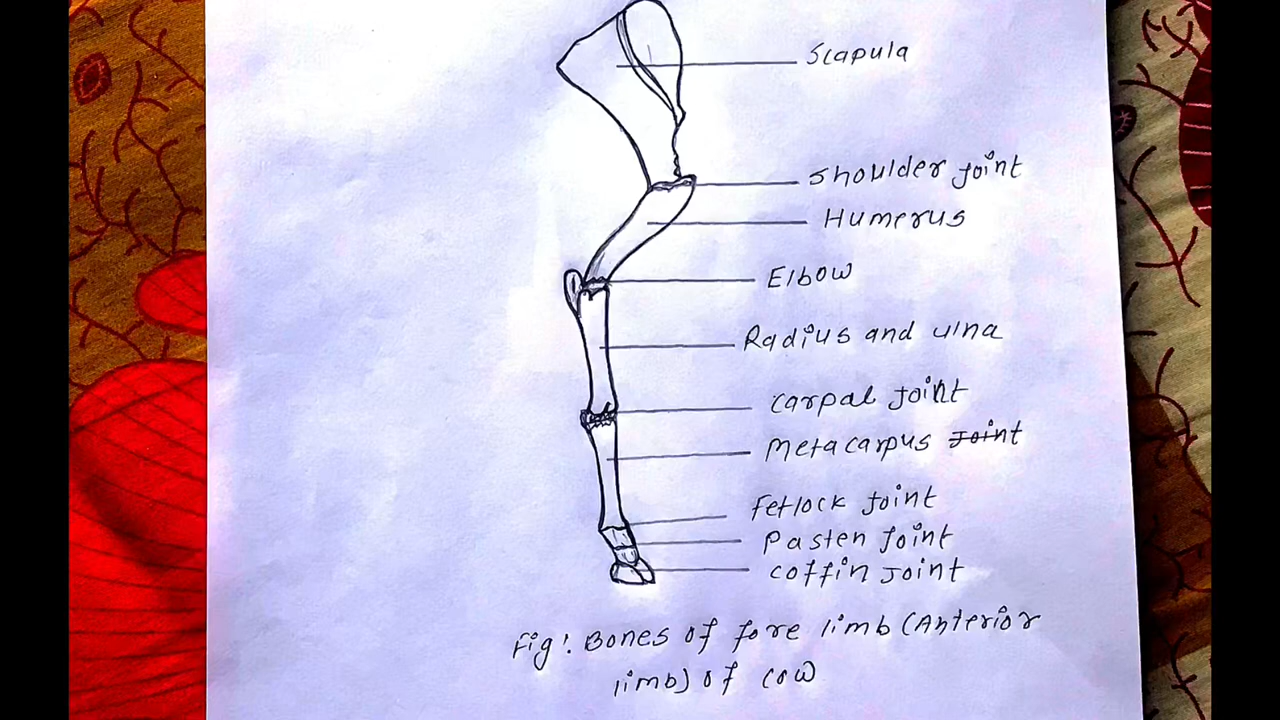 Scapula
Shoulder Joint
Humerus
Elbow
Radius and ulna
Carpal Joint
Metacarpus Joint
Fetlock Joint
Pasten Joint
Coffin Joint
Fig: Bones of fore limb (Anterior
limb) of cow